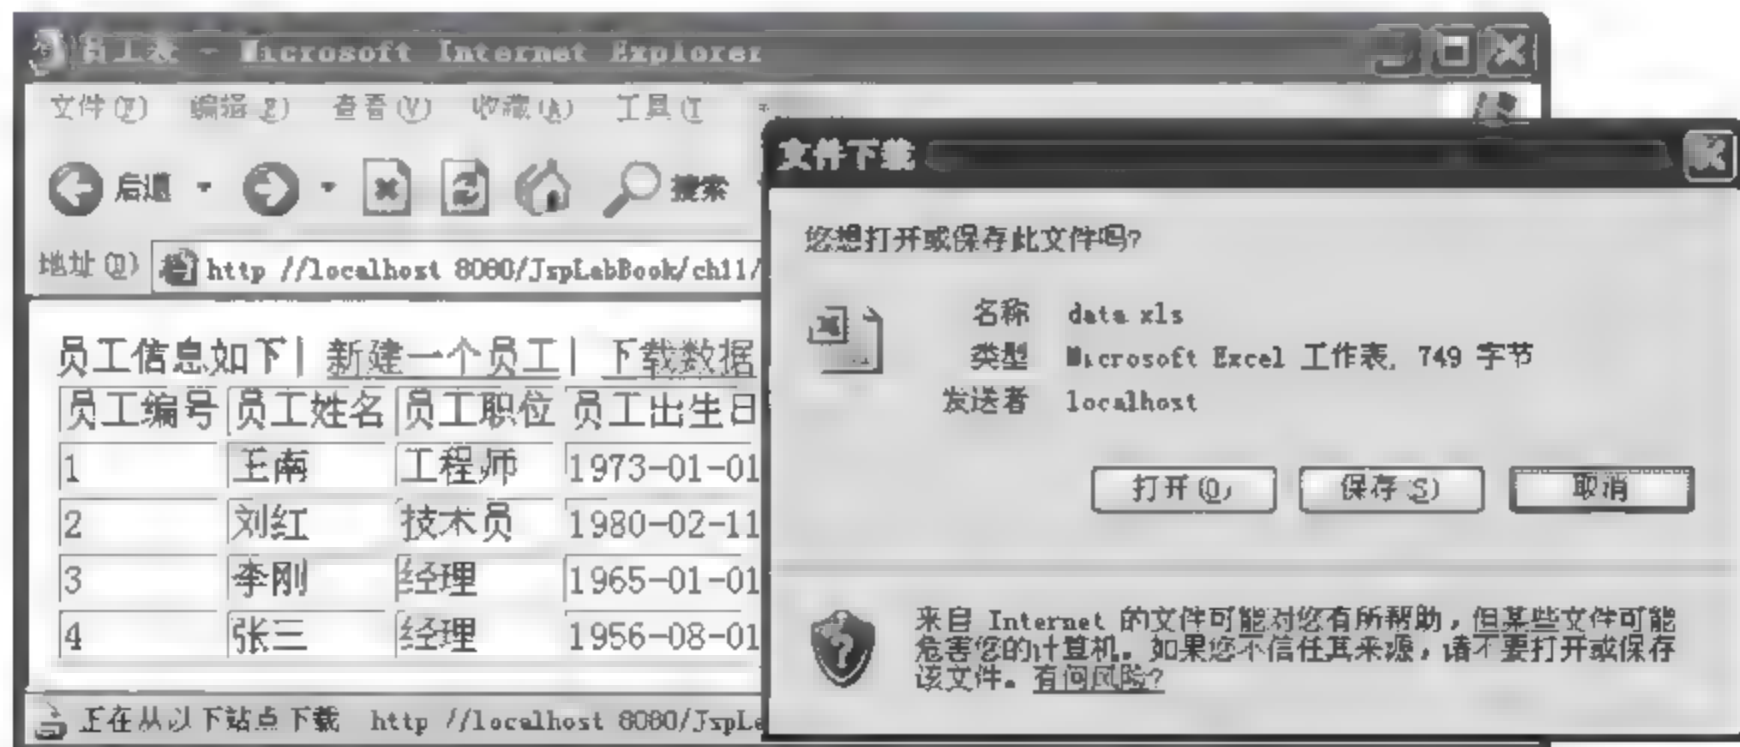 员工表 - Microsoft Internet Explorer
文件(F) 编辑(E) 查看(V) 收藏(A) 工具(T
后退 搜索
地址(D) http //localhost 8080/JspLabBook/ch11/
员工信息如下| 新建一个员工| 下载数据
员工编号 员工姓名 员工职位 员工出生日
1 王南 工程师 1973-01-01
2 刘红 技术员 1980-02-11
3 李刚 经理 1965-01-01
4 张三 经理 1956-08-01
正在从以下站点下载 http //localhost 8080/JspLa
文件下载
您想打开或保存此文件吗?
名称 data xls
类型 Microsoft Excel 工作表, 749 字节
发送者 localhost
打开(O) 保存(S) 取消
来自 Internet 的文件可能对您有所帮助，但某些文件可能
危害您的计算机。如果您不信任其来源，请不要打开或保存
该文件。有何风险?